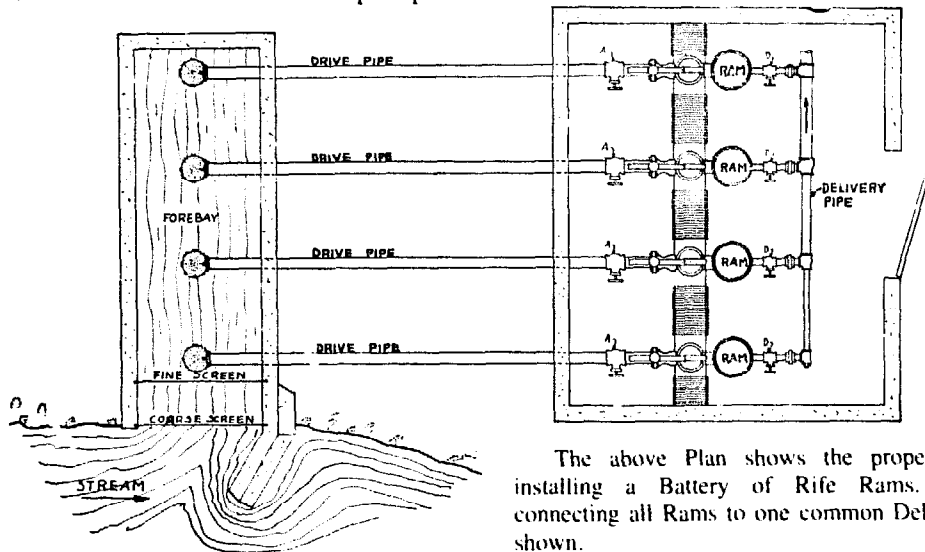 DRIVE PIPE
A
RAM
D
DRIVE PIPE
A
RAM
D
DELIVERY
PIPE
FOREBAY
DRIVE PIPE
A
RAM
D
DRIVE PIPE
A
RAM
D
FINE SCREEN
COARSE SCREEN
STREAM
The above Plan shows the prope
installing a Battery of Rife Rams.
connecting all Rams to one common Del
shown.